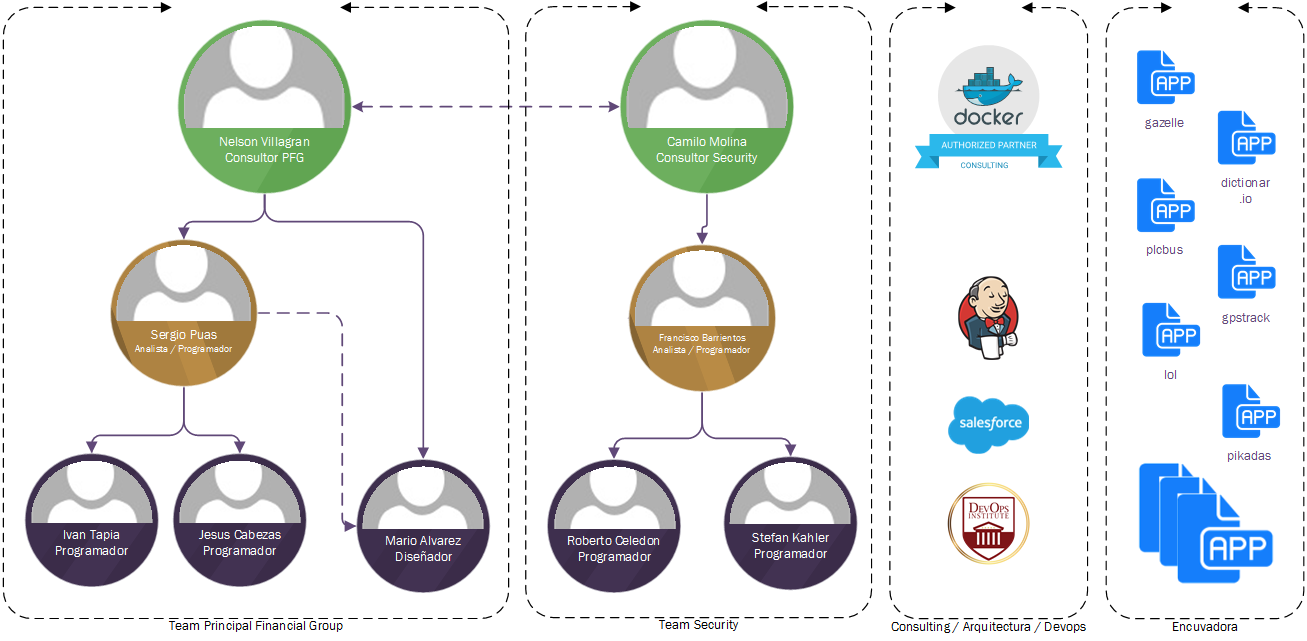 Nelson Villagran
Consultor PFG
Sergio Puas
Analista / Programador
Ivan Tapia
Programador
Jesus Cabezas
Programador
Mario Alvarez
Diseñador
Team Principal Financial Group
Camilo Molina
Consultor Security
Francisco Barrientos
Analista / Programador
Roberto Celedon
Programador
Stefan Kahler
Programador
Team Security
docker
AUTHORIZED PARTNER
CONSULTING
salesforce
DEVOPS
INSTITUTE
Consulting / Arquitectura / Devops
APP
gazelle
APP
dictionar
.io
APP
plcbus
APP
gpstrack
APP
lol
APP
pikadas
APP
Encuvadora